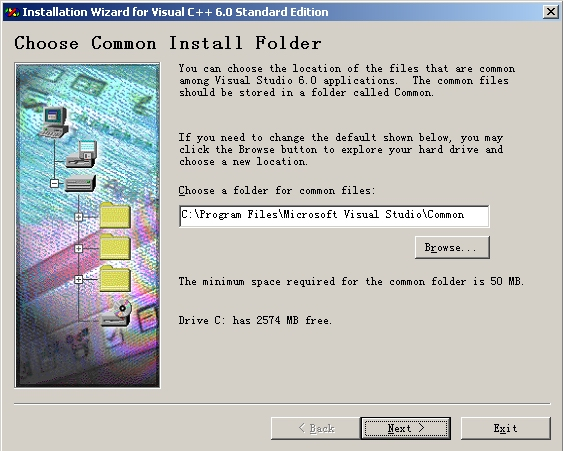 Installation Wizard for Visual C++ 6.0 Standard Edition
Choose Common Install Folder
You can choose the location of the files that are common
among Visual Studio 6.0 applications.  The common files
should be stored in a folder called Common.
If you need to change the default shown below, you may
click the Browse button to explore your hard drive and
choose a new location.
Choose a folder for common files:
C:\Program Files\Microsoft Visual Studio\Common
Browse...
The minimum space required for the common folder is 50 MB.
Drive C: has 2574 MB free.
< Back
Next >
Exit